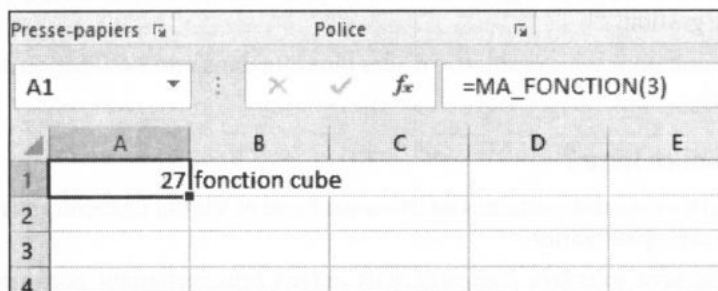 Presse-papiers Police
A1 fx =MA_FONCTION(3)
A B C D E
1 27 fonction cube
2
3
4